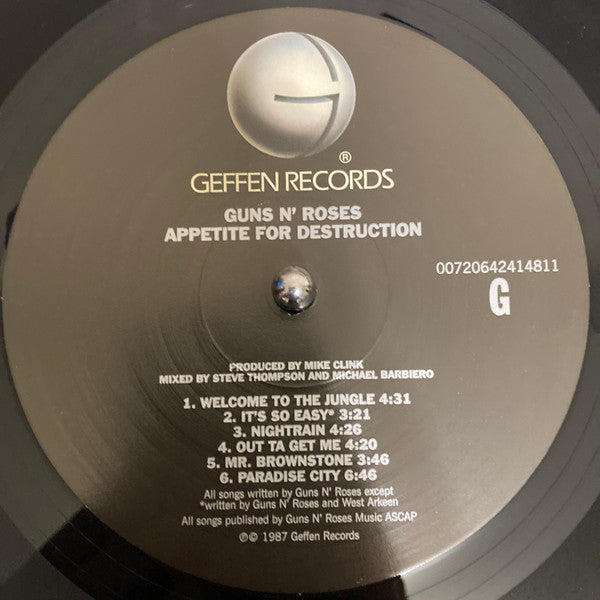 ®
GEFFEN RECORDS
GUNS N' ROSES
APPETITE FOR DESTRUCTION
00720642414811
G
PRODUCED BY MIKE CLINK
MIXED BY STEVE THOMPSON AND MICHAEL BARBIERO
1. WELCOME TO THE JUNGLE 4:31
2. IT'S SO EASY* 3:21
3. NIGHTRAIN 4:26
4. OUT TA GET ME 4:20
5. MR. BROWNSTONE 3:46
6. PARADISE CITY 6:46
All songs written by Guns N' Roses except
*written by Guns N' Roses and West Arkeen
All songs published by Guns N' Roses Music ASCAP
℗© 1987 Geffen Records